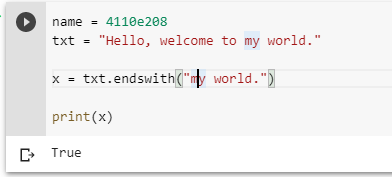 name = 4110e208
txt = "Hello, welcome to my world."
x = txt.endswith("my world.")
print(x)
True